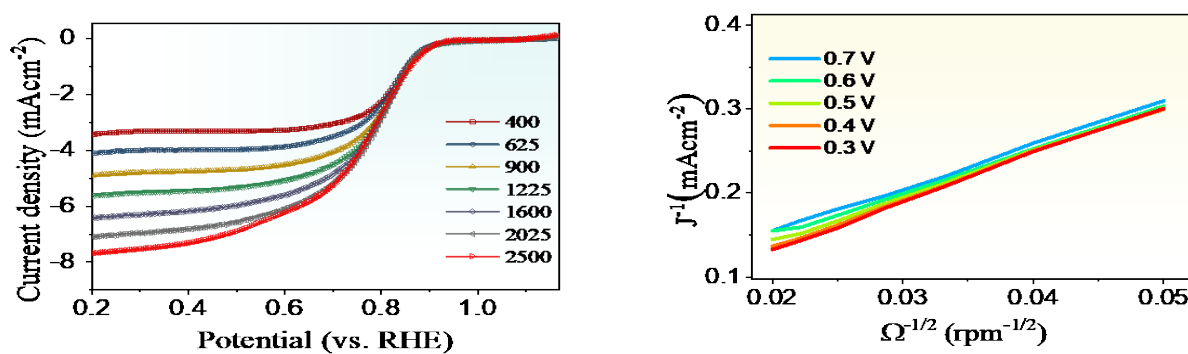 0
-2
-4
-6
-8
0.2
0.4
0.6
0.8
1.0
Current density (mAcm⁻²)
Potential (vs. RHE)
400
625
900
1225
1600
2025
2500
0.4
0.3
0.2
0.1
0.02
0.03
0.04
0.05
J⁻¹(mAcm⁻²)
Ω⁻¹/² (rpm⁻¹/²)
0.7 V
0.6 V
0.5 V
0.4 V
0.3 V